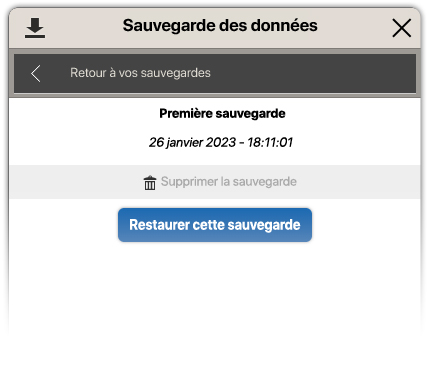 Sauvegarde des données
Retour à vos sauvegardes
Première sauvegarde
26 janvier 2023 - 18:11:01
Supprimer la sauvegarde
Restaurer cette sauvegarde